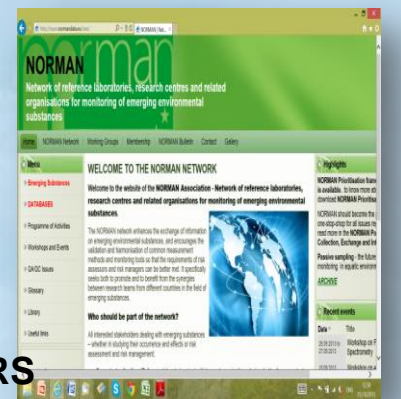 NORMAN | Net...
norman
NORMAN
Network of reference laboratories, research centres and related
organisations for monitoring of emerging environmental
substances
Home NORMAN Network Working Groups Membership NORMAN Bulletin Contact Gallery
Menu
Emerging Substances
DATABASES
Programme of Activities
Workshops and Events
QA/QC Issues
Glossary
Library
Useful links
WELCOME TO THE NORMAN NETWORK
Welcome to the website of the NORMAN Association - Network of reference laboratories,
research centres and related organisations for monitoring of emerging environmental
substances.
The NORMAN network enhances the exchange of information
on emerging environmental substances, and encourages the
validation and harmonisation of common measurement
methods and monitoring tools so that the requirements of risk
assessors and risk managers can be better met. It specifically
seeks both to promote and to benefit from the synergies
between research teams from different countries in the field of
emerging substances.
Who should be part of the network?
All interested stakeholders dealing with emerging substances
– whether in studying their occurrence and effects or risk
assessment and risk management.
Highlights
NORMAN Prioritisation fram
is available. to know more ab
download NORMAN Prioritisa
NORMAN should become the
one-stop-shop for all issues re
read more in the NORMAN Po
Collection, Exchange and Int
Passive sampling - the future
monitoring in aquatic environme
ARCHIVE
Recent events
Date Title
Workshop on P
Spectrometry
RS